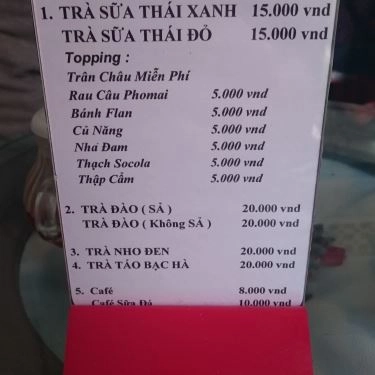 1. TRÀ SỮA THÁI XANH 15.000 vnd
TRÀ SỮA THÁI ĐỎ 15.000 vnd
Topping :
Trân Châu Miễn Phí
Rau Câu Phomai 5.000 vnd
Bánh Flan 5.000 vnd
Củ Năng 5.000 vnd
Nha Đam 5.000 vnd
Thạch Socola 5.000 vnd
Thập Cẩm 5.000 vnd
2. TRÀ ĐÀO ( SẢ ) 20.000 vnd
TRÀ ĐÀO ( Không SẢ ) 20.000 vnd
3. TRÀ NHO ĐEN 20.000 vnd
4. TRÀ TÁO BẠC HÀ 20.000 vnd
5. Café 8.000 vnd
Café Sữa Đá 10.000 vnd